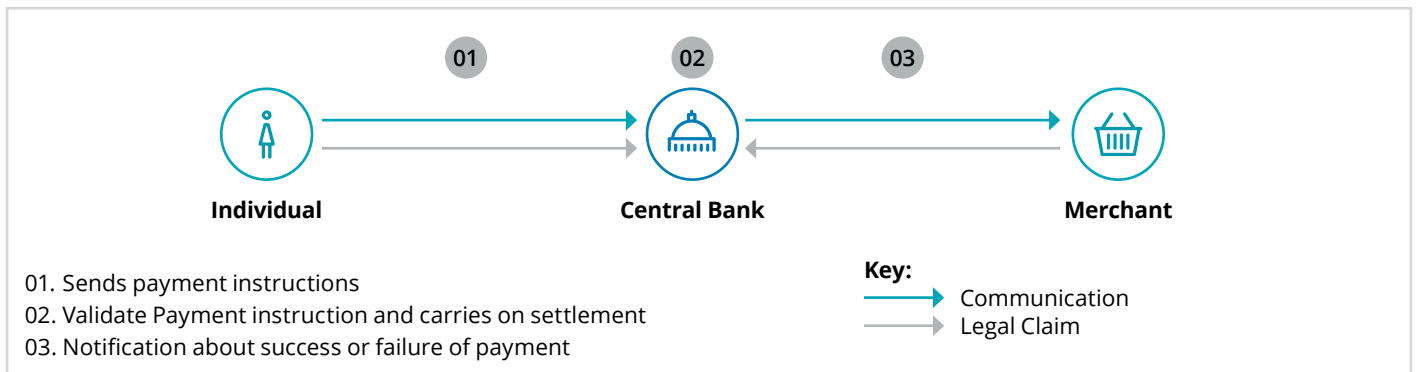 01
02
03
Individual
Central Bank
Merchant
01. Sends payment instructions
02. Validate Payment instruction and carries on settlement
03. Notification about success or failure of payment
Key:
Communication
Legal Claim